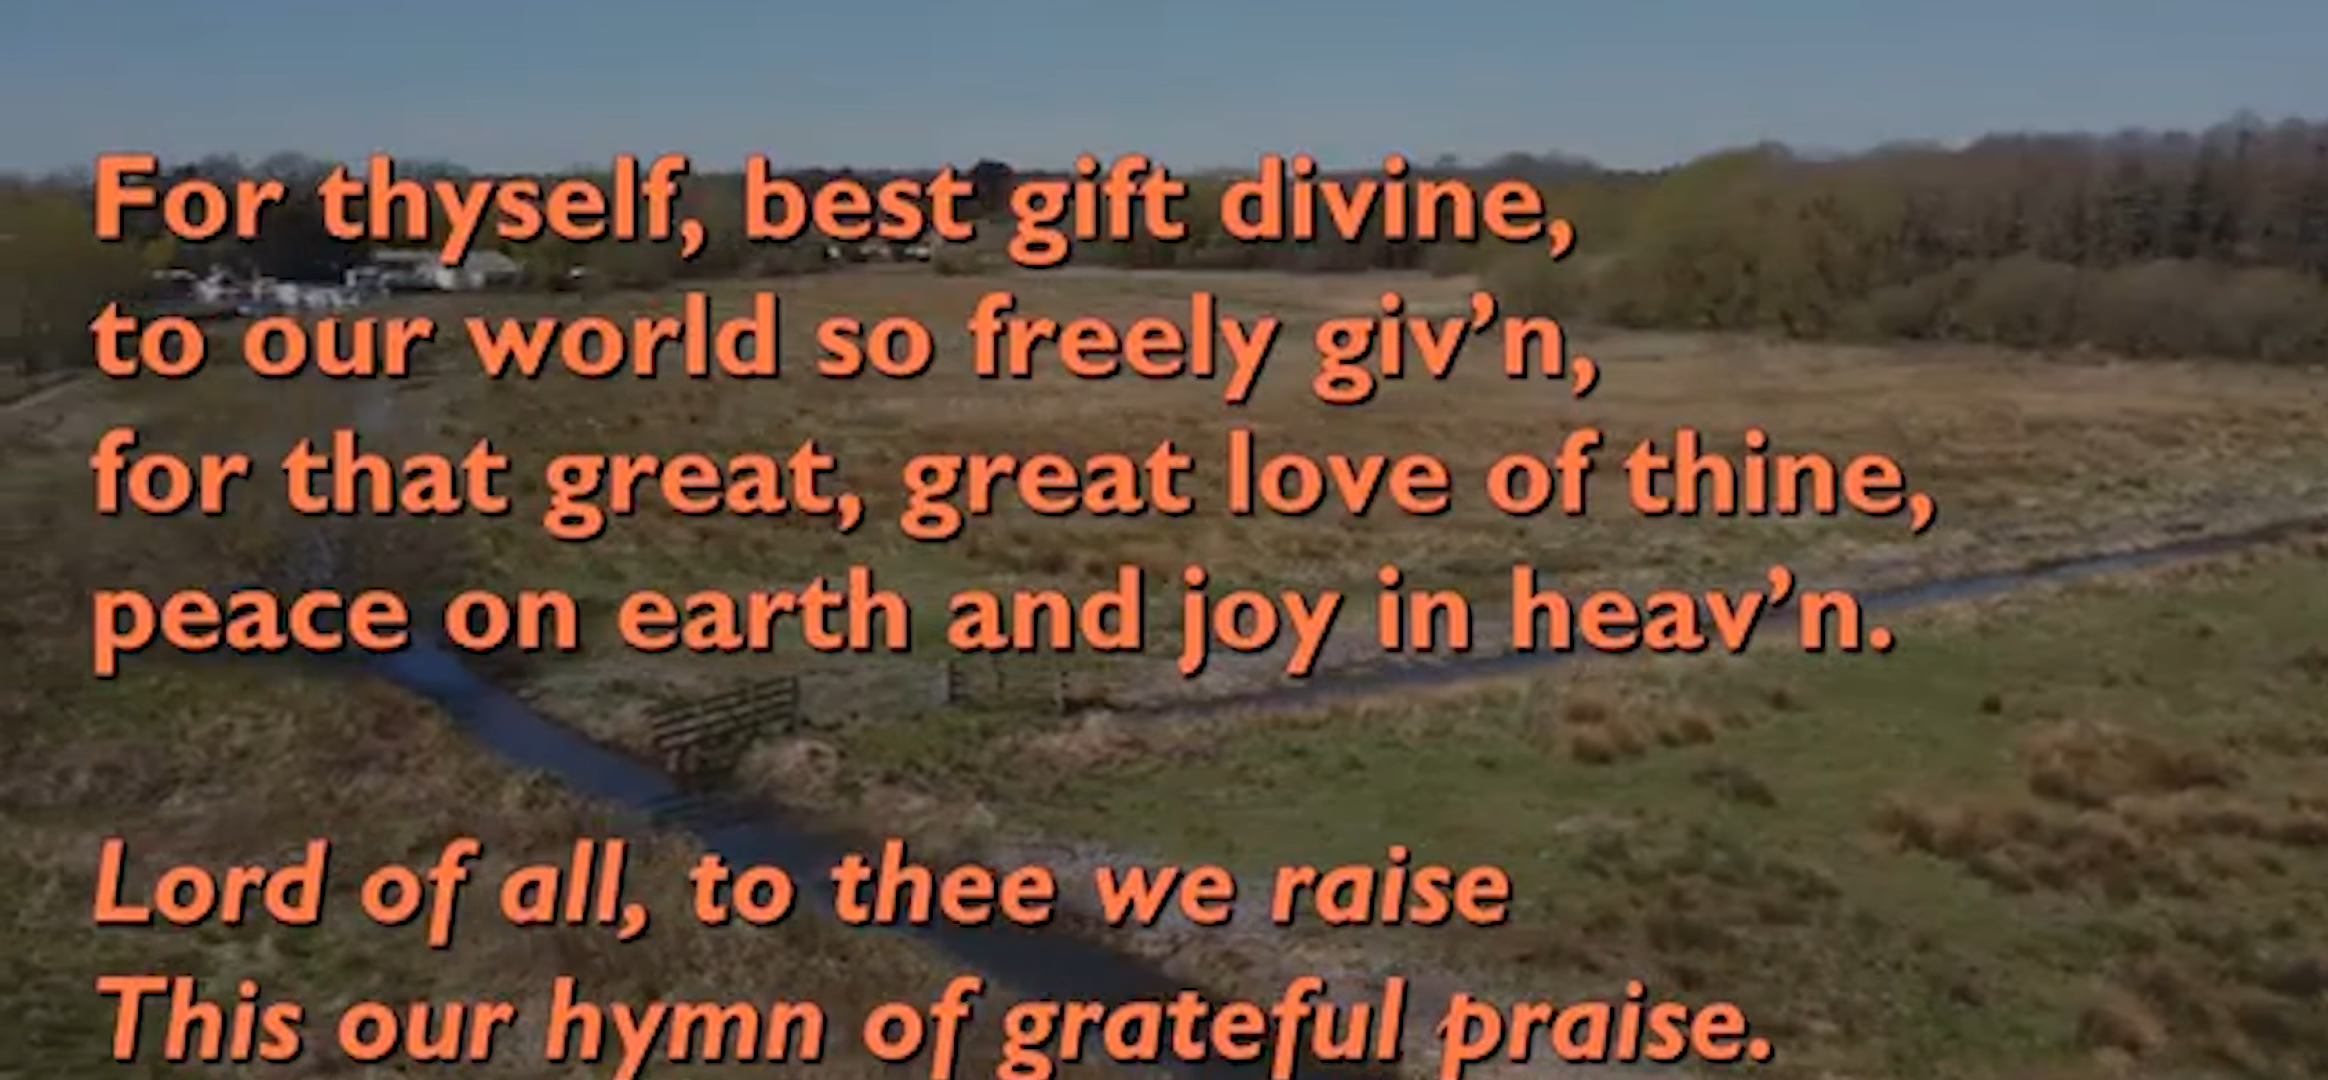 For thyself, best gift divine,
to our world so freely giv’n,
for that great, great love of thine,
peace on earth and joy in heav’n.
Lord of all, to thee we raise
This our hymn of grateful praise.